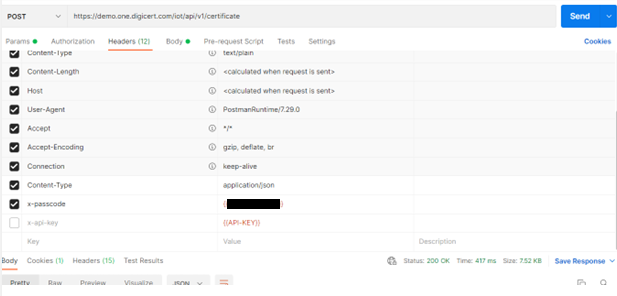 POST https://demo.one.digicert.com/iot/api/v1/certificate Send
Params Authorization Headers (12) Body Pre-request Script Tests Settings Cookies
Content-Type text/plain
Content-Length <calculated when request is sent>
Host <calculated when request is sent>
User-Agent PostmanRuntime/7.29.0
Accept */*
Accept-Encoding gzip, deflate, br
Connection keep-alive
Content-Type application/json
x-passcode {{ }
x-api-key {{API-KEY}}
Key Value Description
Body Cookies (1) Headers (15) Test Results Status: 200 OK Time: 417 ms Size: 7.52 KB Save Response
Pretty Raw Preview Visualize JSON